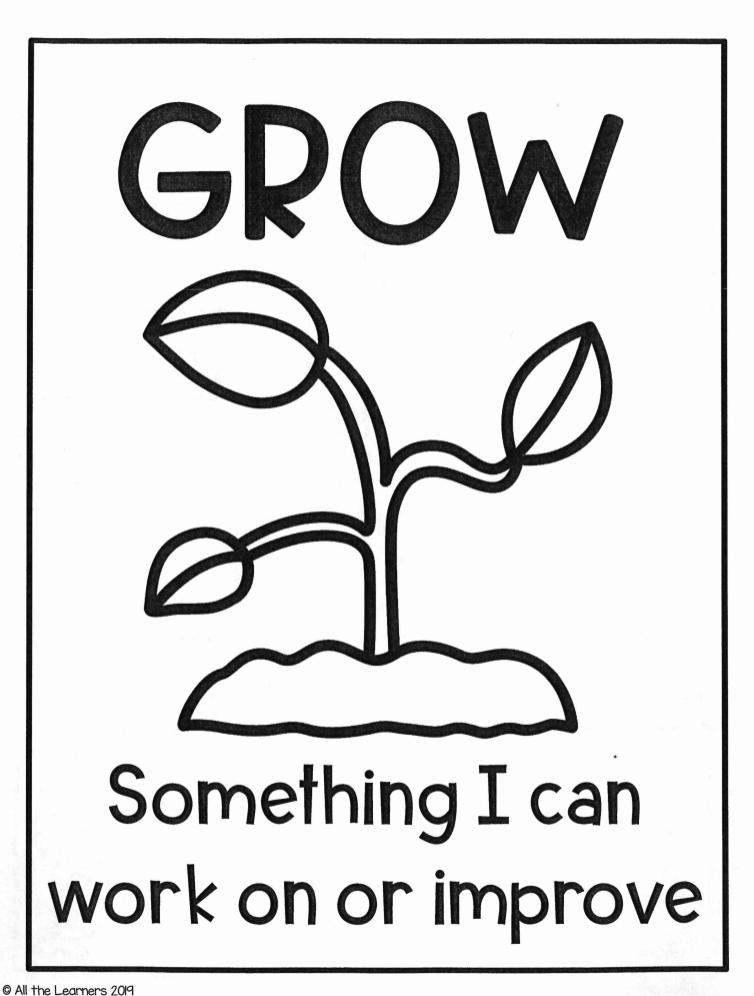 GROW
Something I can
work on or improve
© All the Learners 2019